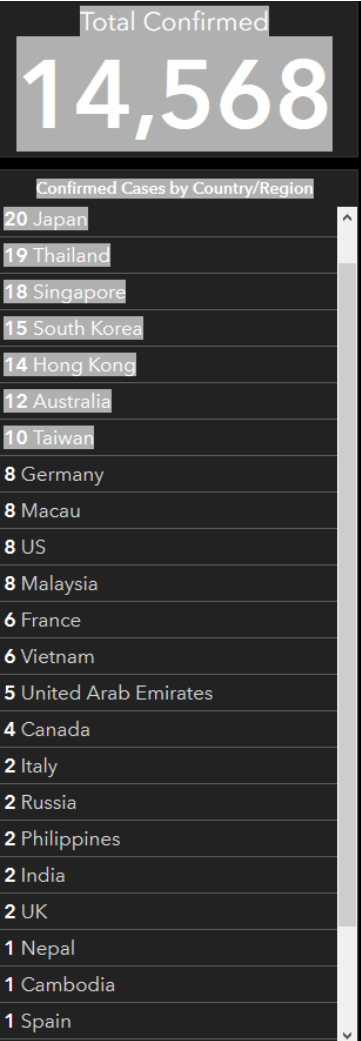 Total Confirmed
14,568
Confirmed Cases by Country/Region
20 Japan
19 Thailand
18 Singapore
15 South Korea
14 Hong Kong
12 Australia
10 Taiwan
8 Germany
8 Macau
8 US
8 Malaysia
6 France
6 Vietnam
5 United Arab Emirates
4 Canada
2 Italy
2 Russia
2 Philippines
2 India
2 UK
1 Nepal
1 Cambodia
1 Spain